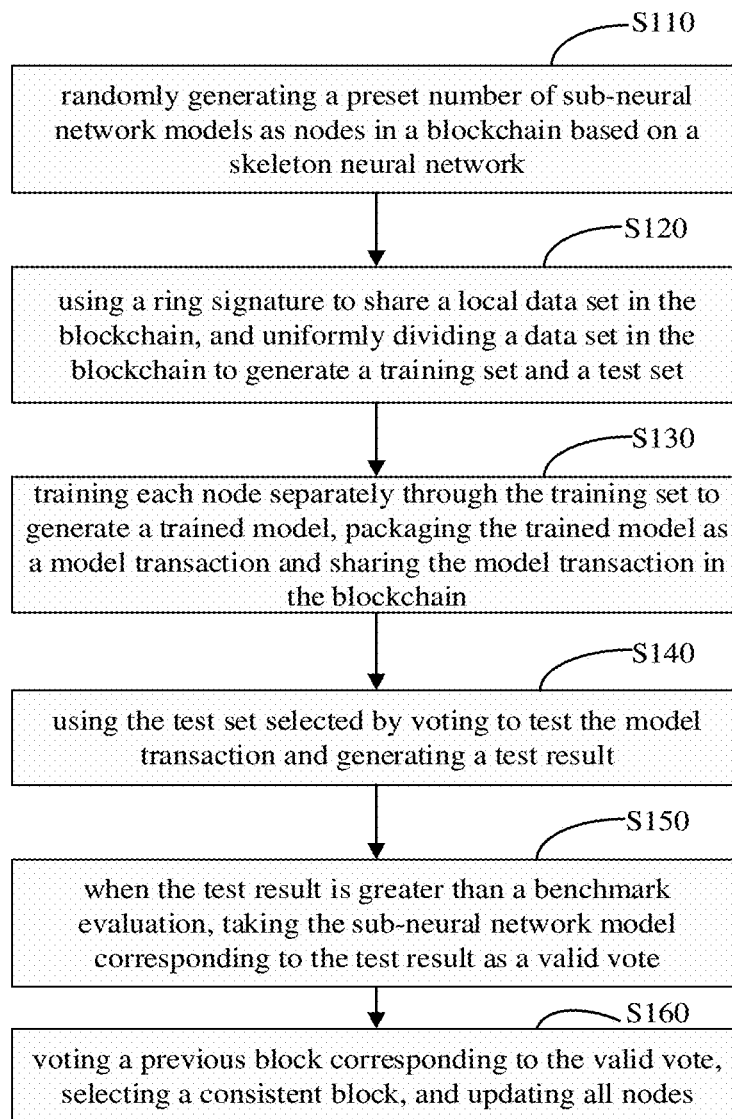 S110
randomly generating a preset number of sub-neural
network models as nodes in a blockchain based on a
skeleton neural network
S120
using a ring signature to share a local data set in the
blockchain, and uniformly dividing a data set in the
blockchain to generate a training set and a test set
S130
training each node separately through the training set to
generate a trained model, packaging the trained model as
a model transaction and sharing the model transaction in
the blockchain
S140
using the test set selected by voting to test the model
transaction and generating a test result
S150
when the test result is greater than a benchmark
evaluation, taking the sub-neural network model
corresponding to the test result as a valid vote
S160
voting a previous block corresponding to the valid vote,
selecting a consistent block, and updating all nodes